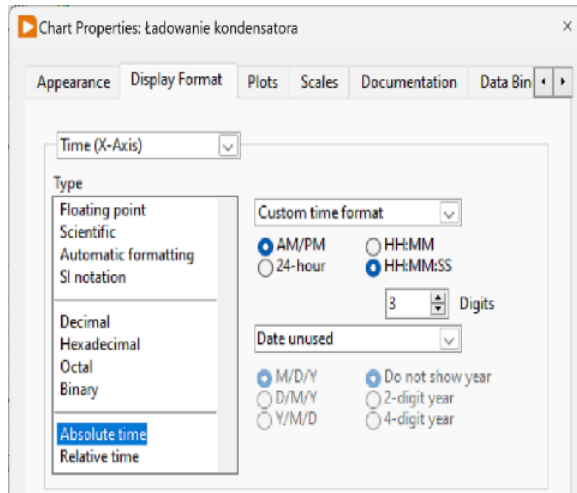 Chart Properties: Ładowanie kondensatora
Appearance Display Format Plots Scales Documentation Data Bin
Time (X-Axis)
Type
Floating point
Scientific
Automatic formatting
SI notation
Decimal
Hexadecimal
Octal
Binary
Absolute time
Relative time
Custom time format
AM/PM HH:MM
24-hour HH:MM:SS
3 Digits
Date unused
M/D/Y Do not show year
D/M/Y 2-digit year
Y/M/D 4-digit year